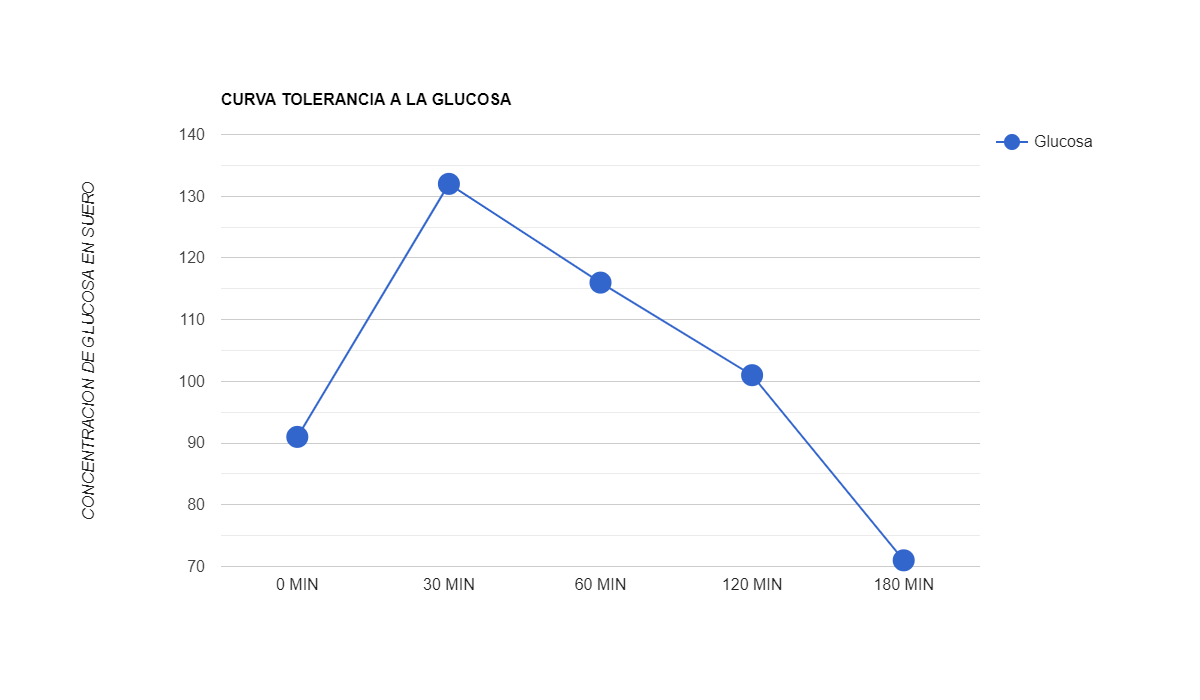 CURVA TOLERANCIA A LA GLUCOSA
Glucosa
CONCENTRACION DE GLUCOSA EN SUERO
140
130
120
110
100
90
80
70
0 MIN 30 MIN 60 MIN 120 MIN 180 MIN